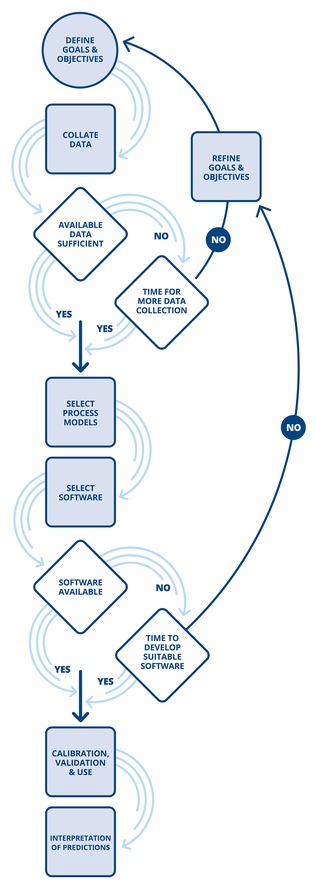 DEFINE
GOALS &
OBJECTIVES
COLLATE
DATA
REFINE
GOALS &
OBJECTIVES
AVAILABLE
DATA
SUFFICIENT
NO
NO
TIME FOR
MORE DATA
COLLECTION
YES
YES
SELECT
PROCESS
MODELS
NO
SELECT
SOFTWARE
SOFTWARE
AVAILABLE
NO
TIME TO
DEVELOP
SUITABLE
SOFTWARE
YES
YES
CALIBRATION,
VALIDATION
& USE
INTERPRETATION
OF PREDICTIONS